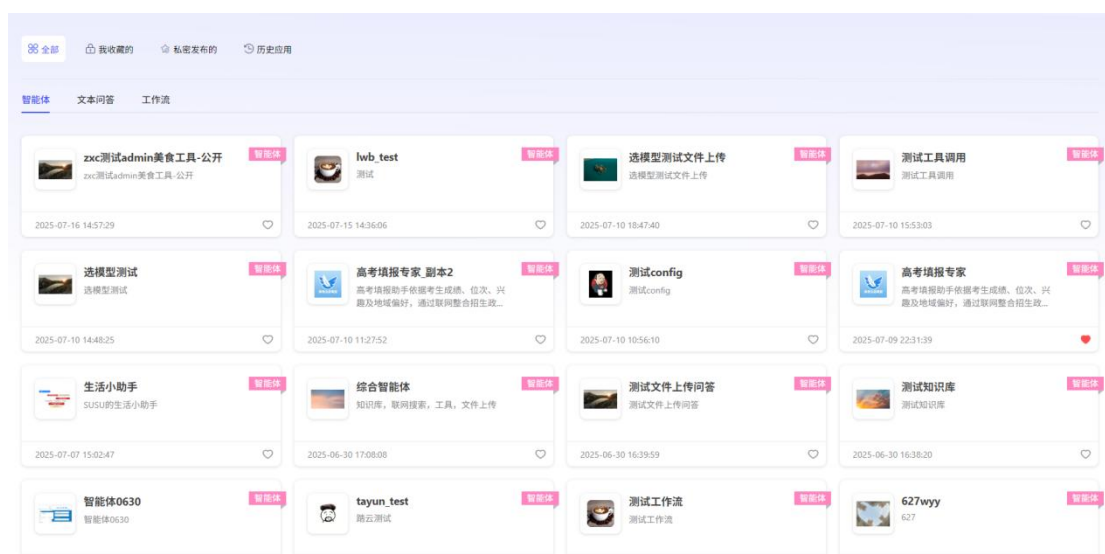 全部 我收藏的 私密发布的 历史应用
智能体 文本问答 工作流
zxc测试admin美食工具-公开 智能体
zxc测试admin美食工具-公开
2025-07-16 14:57:29
lwb_test 智能体
测试
2025-07-15 14:36:06
选模型测试文件上传 智能体
选模型测试文件上传
2025-07-10 18:47:40
测试工具调用 智能体
测试工具调用
2025-07-10 15:53:03
选模型测试 智能体
选模型测试
2025-07-10 14:48:25
高考填报专家_副本2 智能体
高考填报助手依据考生成绩、位次、兴
趣及地域偏好，通过联网整合招生政...
2025-07-10 11:27:52
测试config 智能体
测试config
2025-07-10 10:56:10
高考填报专家 智能体
高考填报助手依据考生成绩、位次、兴
趣及地域偏好，通过联网整合招生政...
2025-07-09 22:31:39
生活小助手 智能体
SUSU的生活小助手
2025-07-07 15:02:47
综合智能体 智能体
知识库，联网搜索，工具，文件上传
2025-06-30 17:08:08
测试文件上传问答 智能体
测试文件上传问答
2025-06-30 16:39:59
测试知识库 智能体
测试知识库
2025-06-30 16:38:20
智能体0630 智能体
智能体0630
tayun_test 智能体
踏云测试
测试工作流 智能体
测试工作流
627wyy 智能体
627